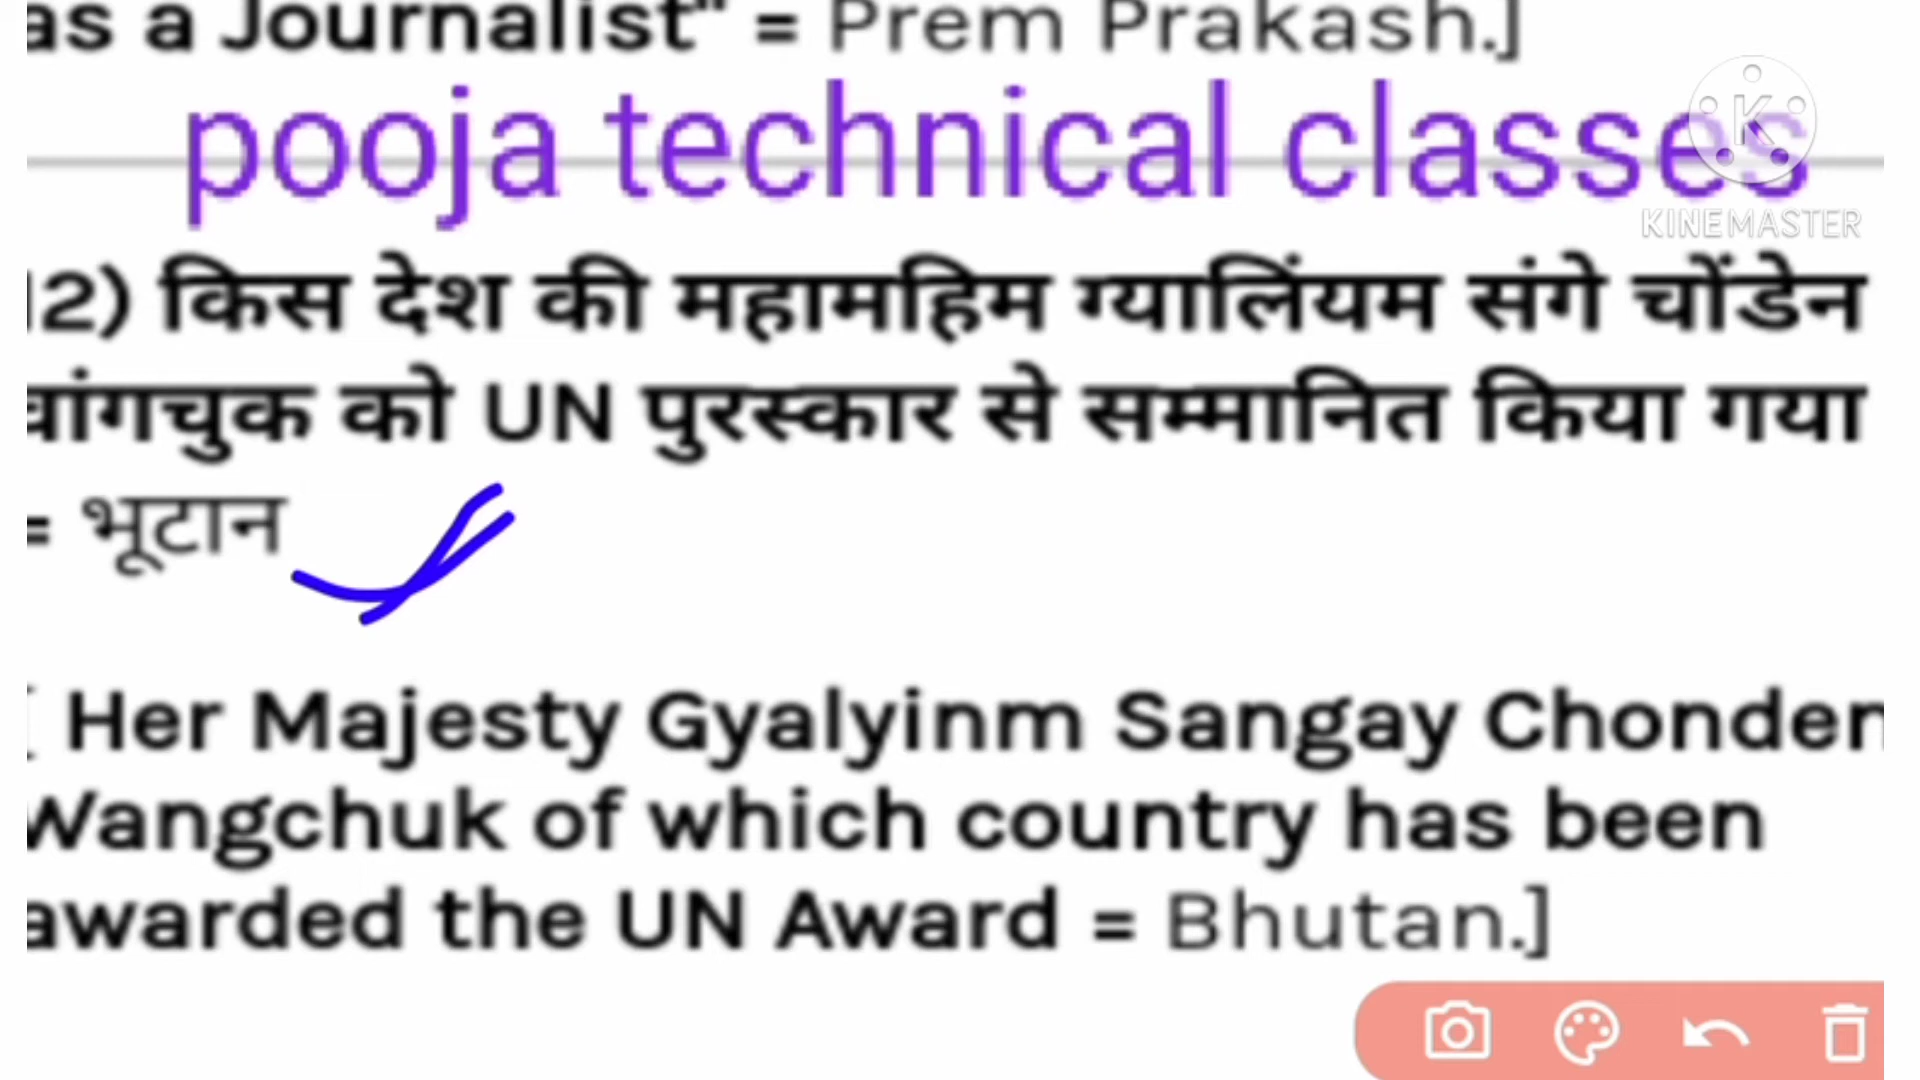 as a Journalist" = Prem Prakash.]
pooja technical classes
K
KINEMASTER
12) किस देश की महामहिम ग्यालिंयम संगे चोंडेन
वांगचुक को UN पुरस्कार से सम्मानित किया गया
= भूटान
[ Her Majesty Gyalyinm Sangay Chonden
Wangchuk of which country has been
awarded the UN Award = Bhutan.]